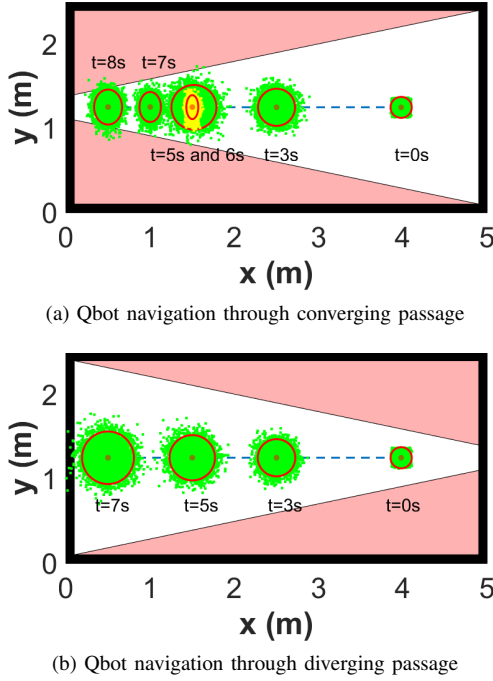 2
t=8s t=7s
y (m)
1
t=5s and 6s t=3s t=0s
0
0 1 2 3 4 5
x (m)
(a) Qbot navigation through converging passage
2
y (m)
1
t=7s t=5s t=3s t=0s
0
0 1 2 3 4 5
x (m)
(b) Qbot navigation through diverging passage